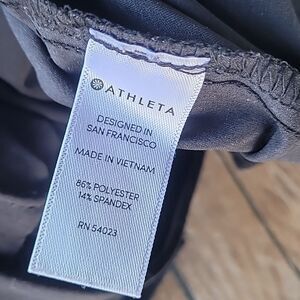 ATHLETA
DESIGNED IN
SAN FRANCISCO
MADE IN VIETNAM
86% POLYESTER
14% SPANDEX
RN 54023